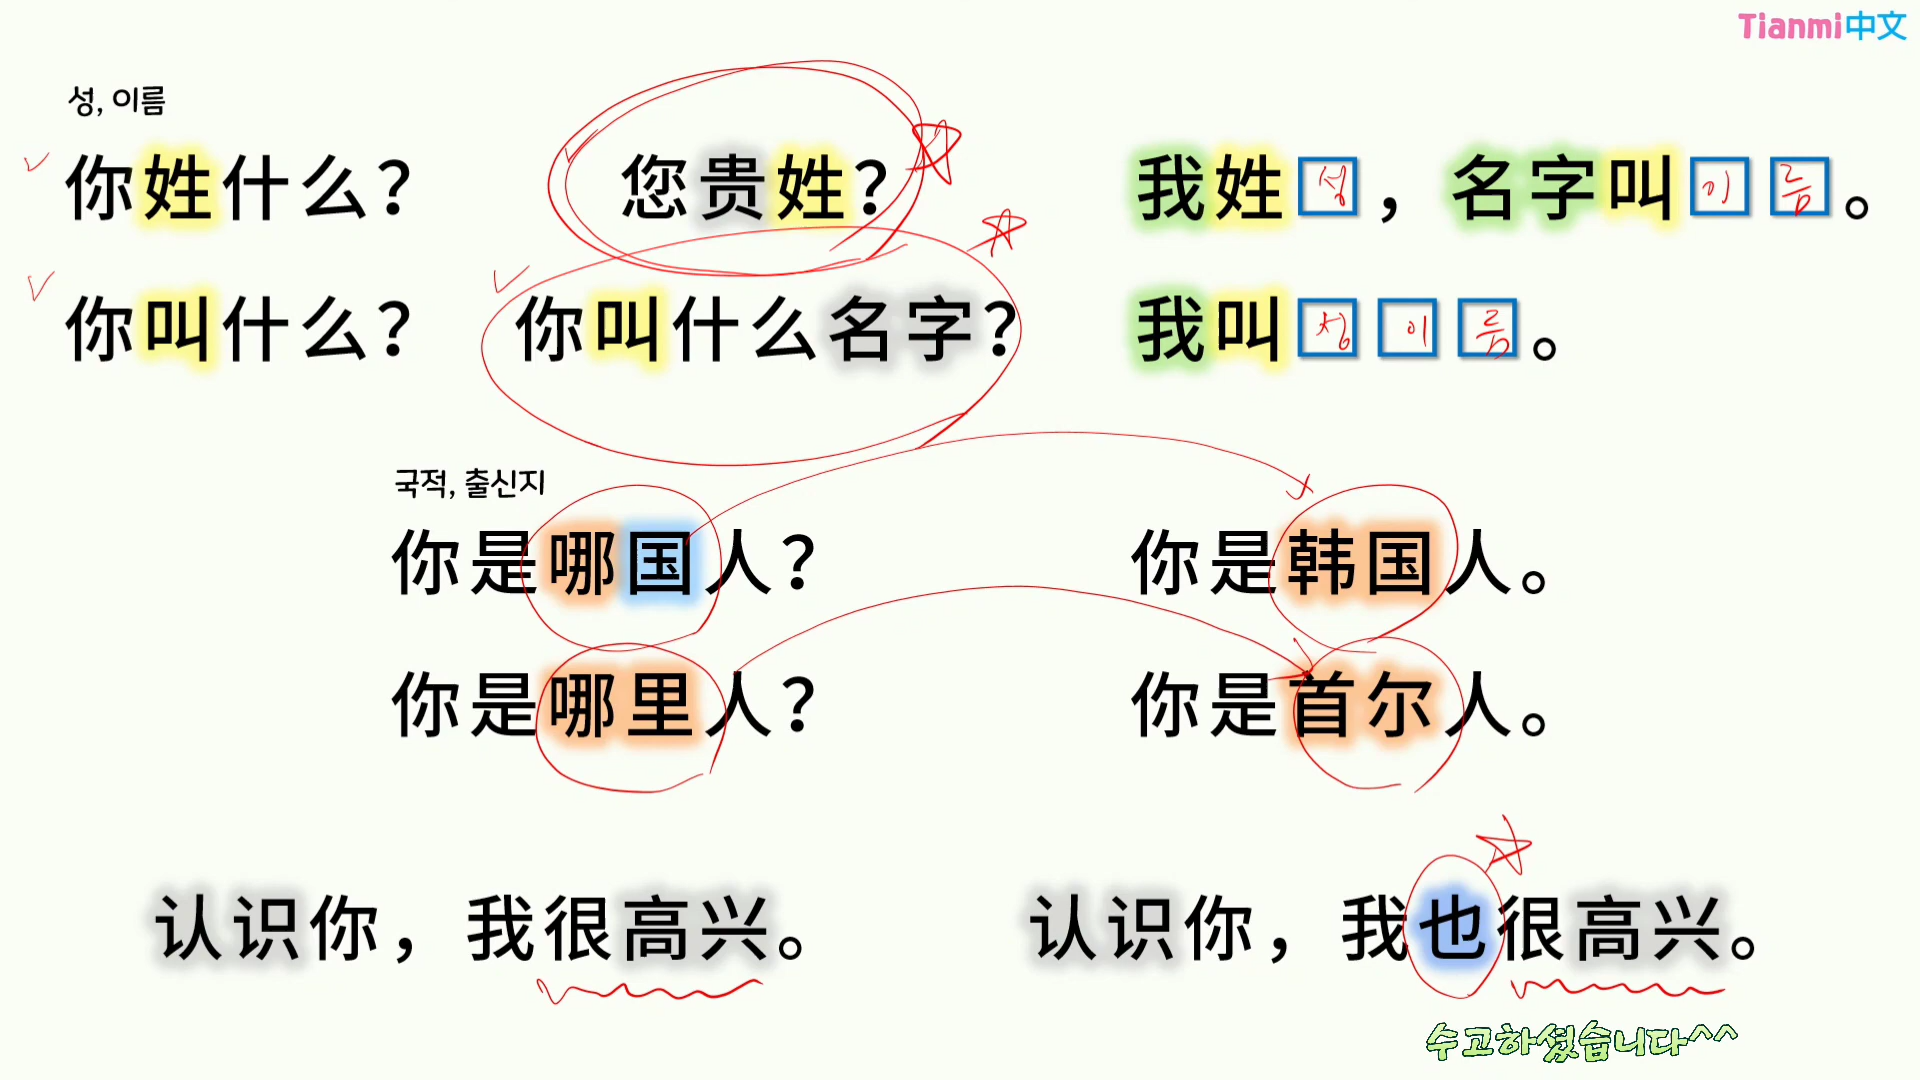 Tianmi中文
성, 이름
你姓什么？ 您贵姓？ 我姓성，名字叫이름。
你叫什么？ 你叫什么名字？ 我叫성이름。
국적, 출신지
你是哪国人？ 你是韩国人。
你是哪里人？ 你是首尔人。
认识你，我很高兴。 认识你，我也很高兴。
수고하셨습니다^^